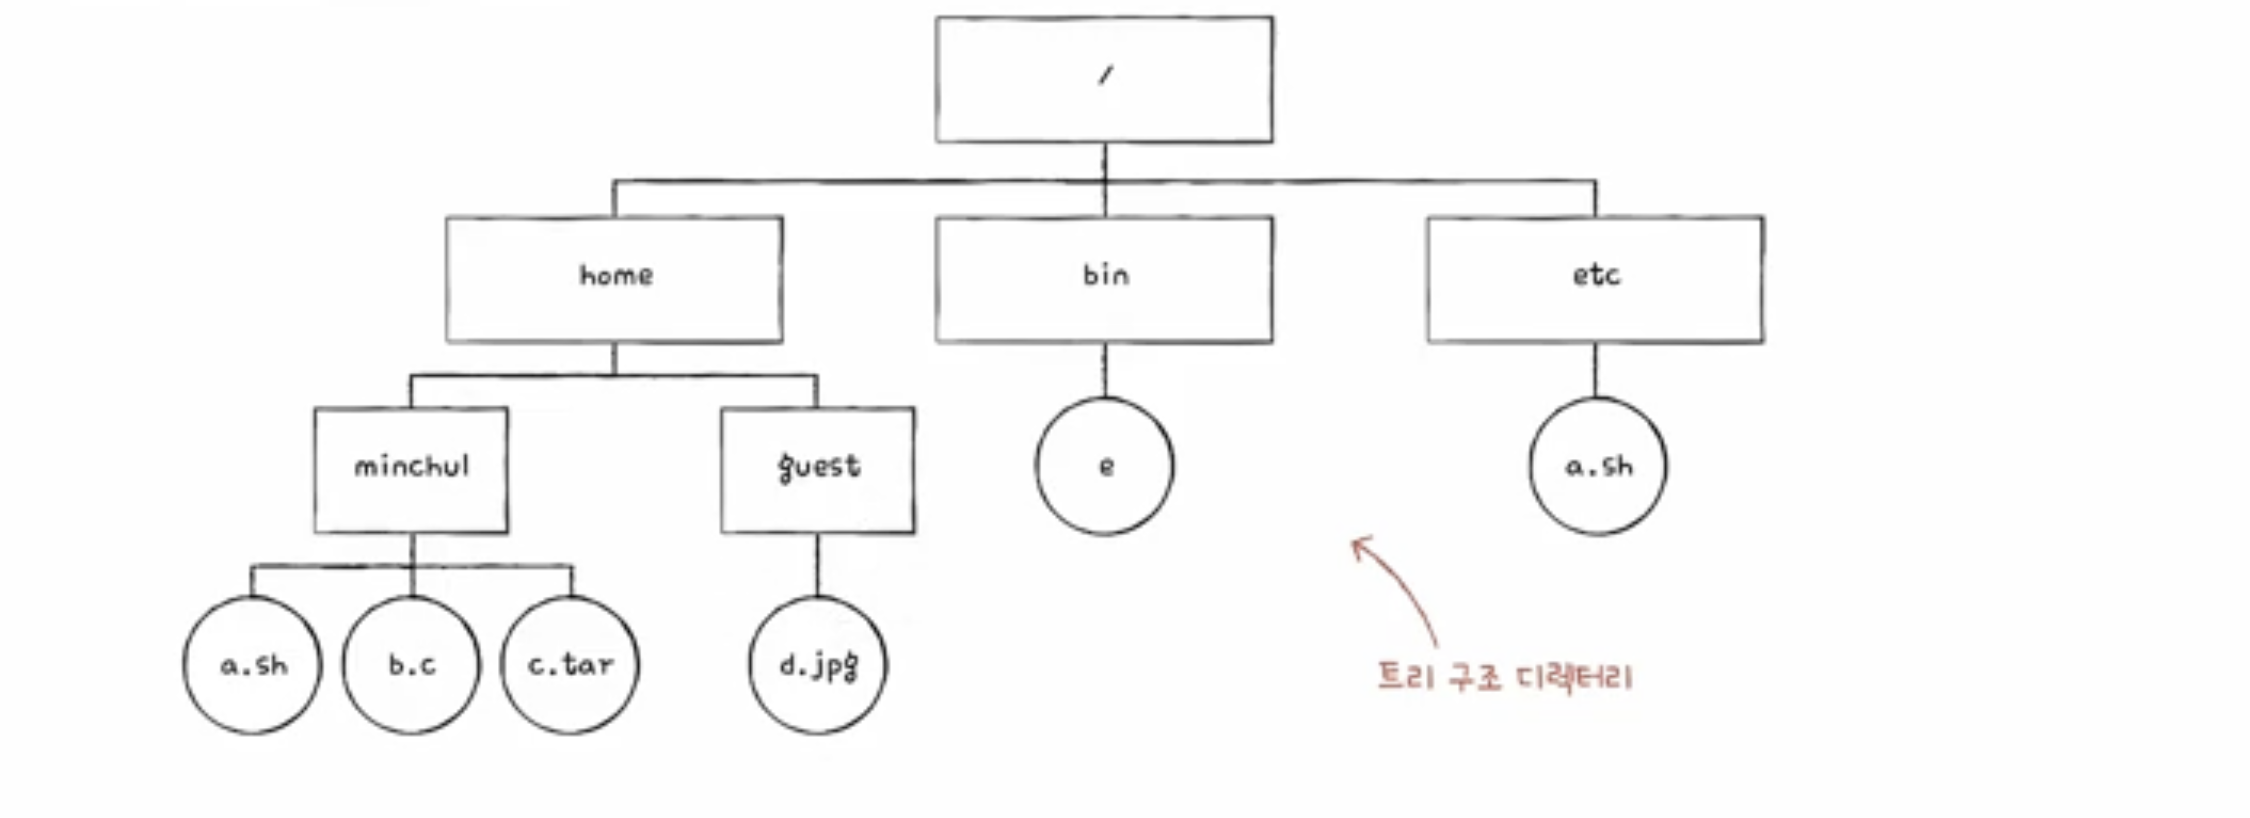 /
home
bin
etc
minchul
guest
e
a.sh
a.sh
b.c
c.tar
d.jpg
트리 구조 디렉터리